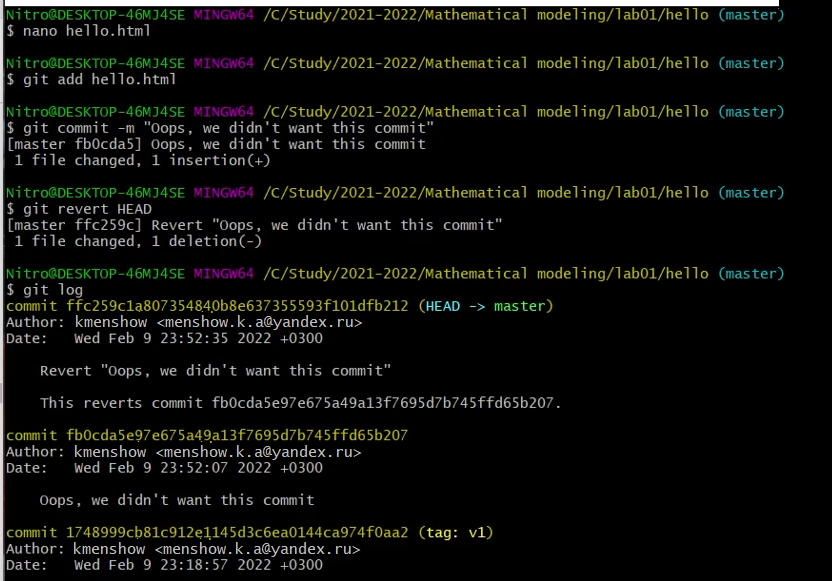 Nitro@DESKTOP-46MJ4SE MINGW64 /C/Study/2021-2022/Mathematical modeling/lab01/hello (master)
$ nano hello.html
Nitro@DESKTOP-46MJ4SE MINGW64 /C/Study/2021-2022/Mathematical modeling/lab01/hello (master)
$ git add hello.html
Nitro@DESKTOP-46MJ4SE MINGW64 /C/Study/2021-2022/Mathematical modeling/lab01/hello (master)
$ git commit -m "Oops, we didn't want this commit"
[master fb0cda5] Oops, we didn't want this commit
 1 file changed, 1 insertion(+)
Nitro@DESKTOP-46MJ4SE MINGW64 /C/Study/2021-2022/Mathematical modeling/lab01/hello (master)
$ git revert HEAD
[master ffc259c] Revert "Oops, we didn't want this commit"
 1 file changed, 1 deletion(-)
Nitro@DESKTOP-46MJ4SE MINGW64 /C/Study/2021-2022/Mathematical modeling/lab01/hello (master)
$ git log
commit ffc259c1a807354840b8e637355593f101dfb212 (HEAD -> master)
Author: kmenshow <menshow.k.a@yandex.ru>
Date:   Wed Feb 9 23:52:35 2022 +0300
    Revert "Oops, we didn't want this commit"
    This reverts commit fb0cda5e97e675a49a13f7695d7b745ffd65b207.
commit fb0cda5e97e675a49a13f7695d7b745ffd65b207
Author: kmenshow <menshow.k.a@yandex.ru>
Date:   Wed Feb 9 23:52:07 2022 +0300
    Oops, we didn't want this commit
commit 1748999cb81c912e1145d3c6ea0144ca974f0aa2 (tag: v1)
Author: kmenshow <menshow.k.a@yandex.ru>
Date:   Wed Feb 9 23:18:57 2022 +0300